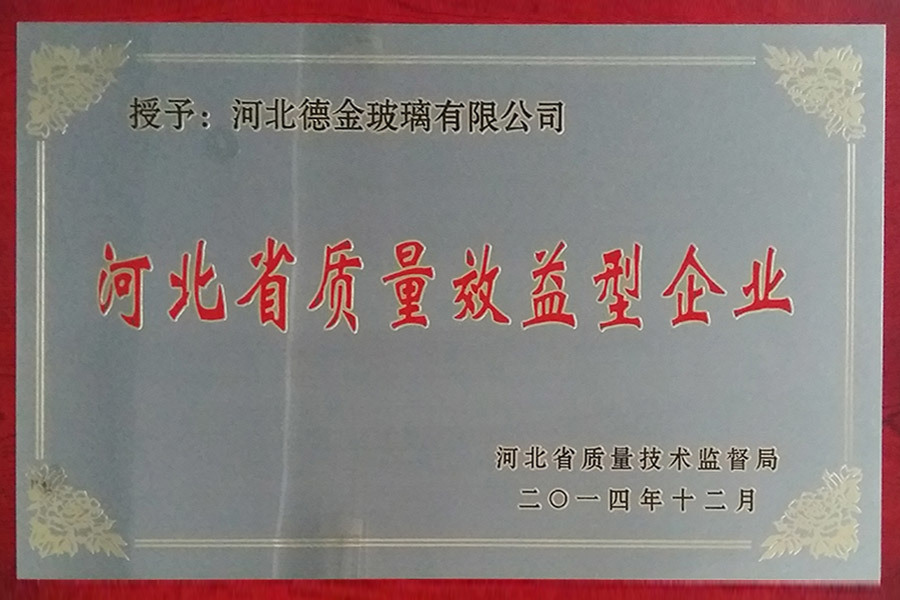 授予：河北德金玻璃有限公司
河北省质量效益型企业
河北省质量技术监督局
二〇一四年十二月